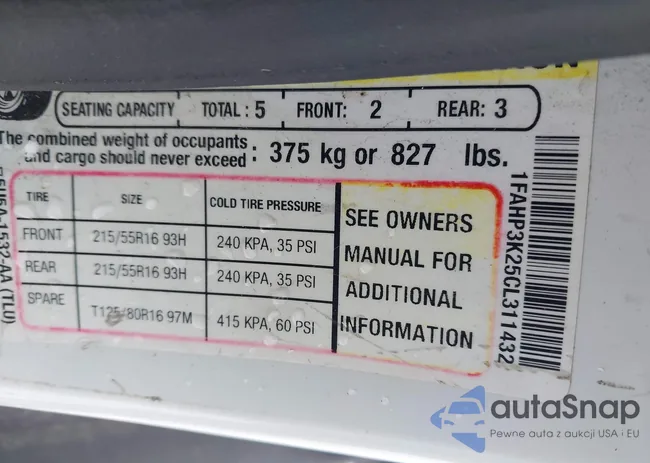 SEATING CAPACITY TOTAL : 5 FRONT: 2 REAR: 3
The combined weight of occupants
and cargo should never exceed : 375 kg or 827 lbs.
TIRE SIZE COLD TIRE PRESSURE
FRONT 215/55R16 93H 240 KPA, 35 PSI
REAR 215/55R16 93H 240 KPA, 35 PSI
SPARE T125/80R16 97M 415 KPA, 60 PSI
SEE OWNERS
MANUAL FOR
ADDITIONAL
INFORMATION
1FAHP3K25CL311432
1532-AA (TLU)
autaSnap
Pewne auta z aukcji USA i EU